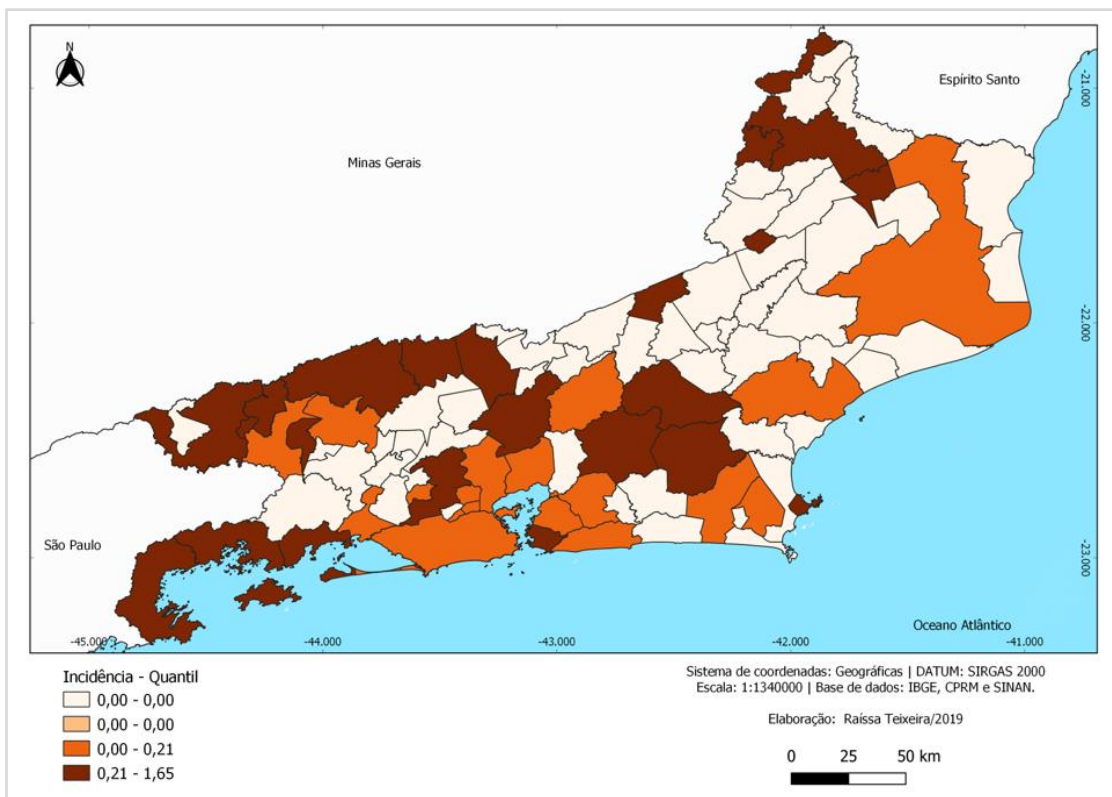 N
Espírito Santo
-21.000
Minas Gerais
-22.000
São Paulo
-23.000
Oceano Atlântico
-45.000
-44.000
-43.000
-42.000
-41.000
Incidência - Quantil
0,00 - 0,00
0,00 - 0,00
0,00 - 0,21
0,21 - 1,65
Sistema de coordenadas: Geográficas | DATUM: SIRGAS 2000
Escala: 1:1340000 | Base de dados: IBGE, CPRM e SINAN.
Elaboração: Raíssa Teixeira/2019
0 25 50 km